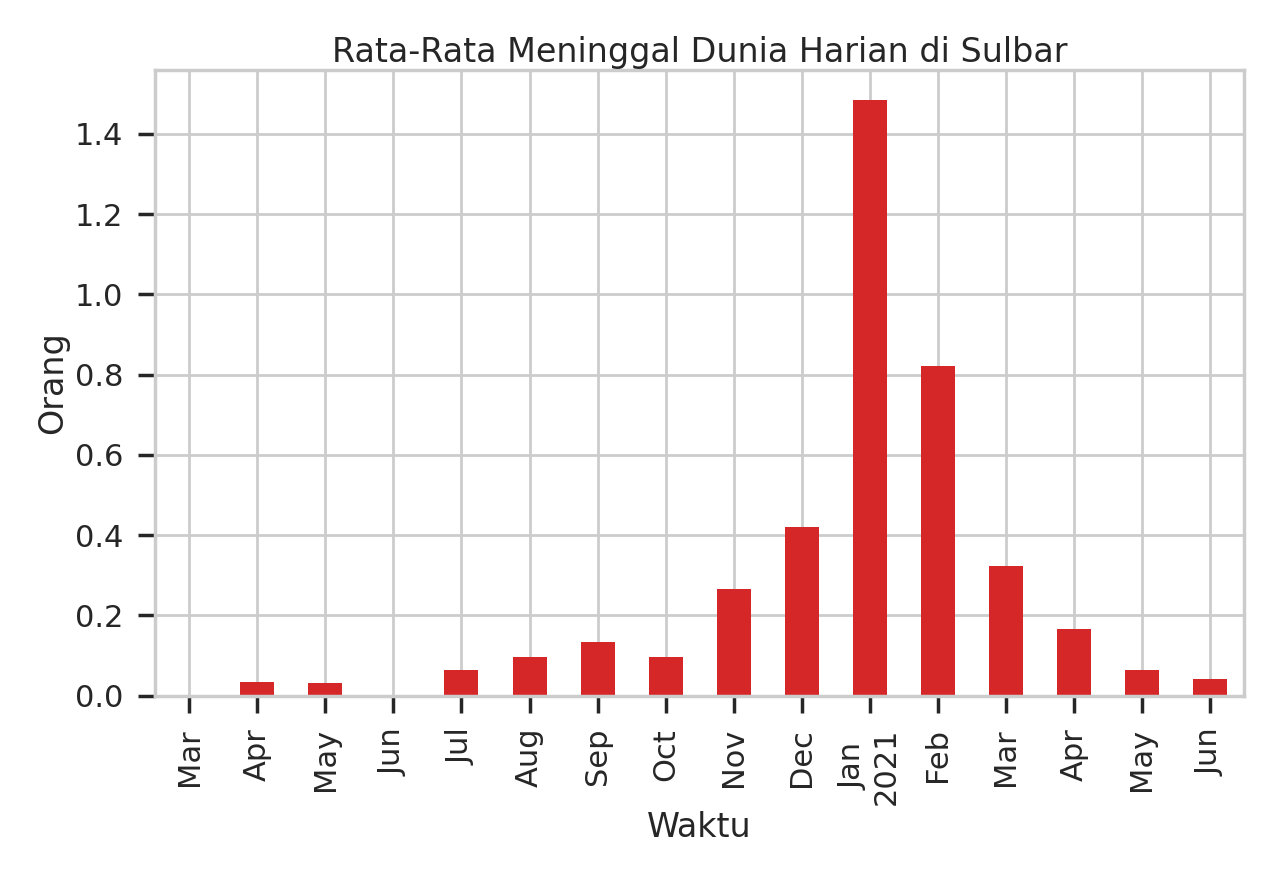 Rata-Rata Meninggal Dunia Harian di Sulbar
Orang
1.4
1.2
1.0
0.8
0.6
0.4
0.2
0.0
Mar
Apr
May
Jun
Jul
Aug
Sep
Oct
Nov
Dec
Jan
2021
Feb
Mar
Apr
May
Jun
Waktu